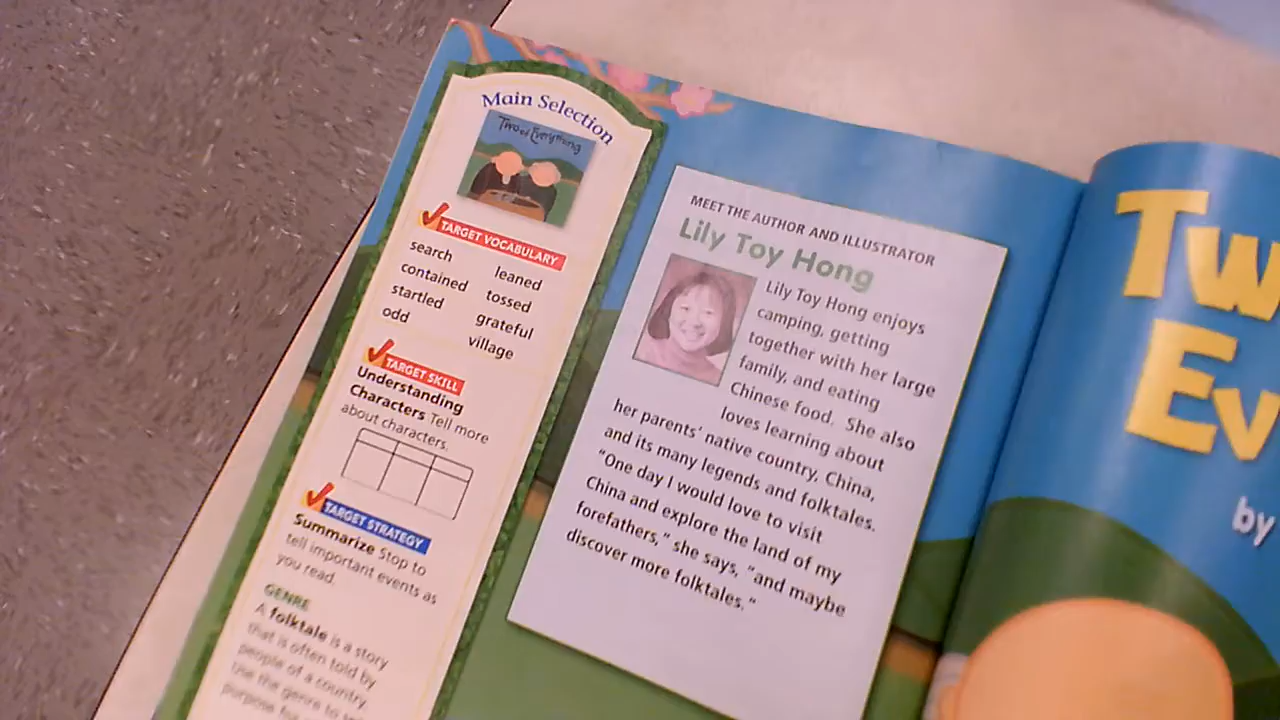 Main Selection
Two of Everything
TARGET VOCABULARY
search
contained
startled
odd
leaned
tossed
grateful
village
TARGET SKILL
Understanding
Characters Tell more
about characters.
TARGET STRATEGY
Summarize Stop to
tell important events as
you read.
GENRE
A folktale is a story
that is often told by
people of a country.
Use the genre to
purpose
MEET THE AUTHOR AND ILLUSTRATOR
Lily Toy Hong
Lily Toy Hong enjoys
camping, getting
together with her large
family, and eating
Chinese food. She also
loves learning about
her parents' native country, China,
and its many legends and folktales.
"One day I would love to visit
China and explore the land of my
forefathers," she says, "and maybe
discover more folktales."
Tw
Ev
by